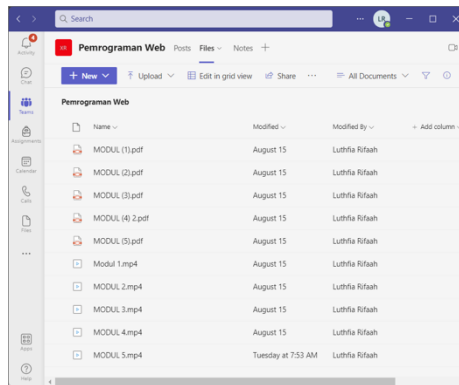 Search
LR
4
Activity
Chat
Teams
Assignments
Calendar
Calls
Files
Apps
Help
Pemrograman Web Posts Files Notes
New Upload Edit in grid view Share All Documents
Pemrograman Web
Name Modified Modified By Add column
MODUL (1).pdf August 15 Luthfia Rifaah
MODUL (2).pdf August 15 Luthfia Rifaah
MODUL (3).pdf August 15 Luthfia Rifaah
MODUL (4) 2.pdf August 15 Luthfia Rifaah
MODUL (5).pdf August 15 Luthfia Rifaah
Modul 1.mp4 August 15 Luthfia Rifaah
MODUL 2.mp4 August 15 Luthfia Rifaah
MODUL 3.mp4 August 15 Luthfia Rifaah
MODUL 4.mp4 August 15 Luthfia Rifaah
MODUL 5.mp4 Tuesday at 7:53 AM Luthfia Rifaah